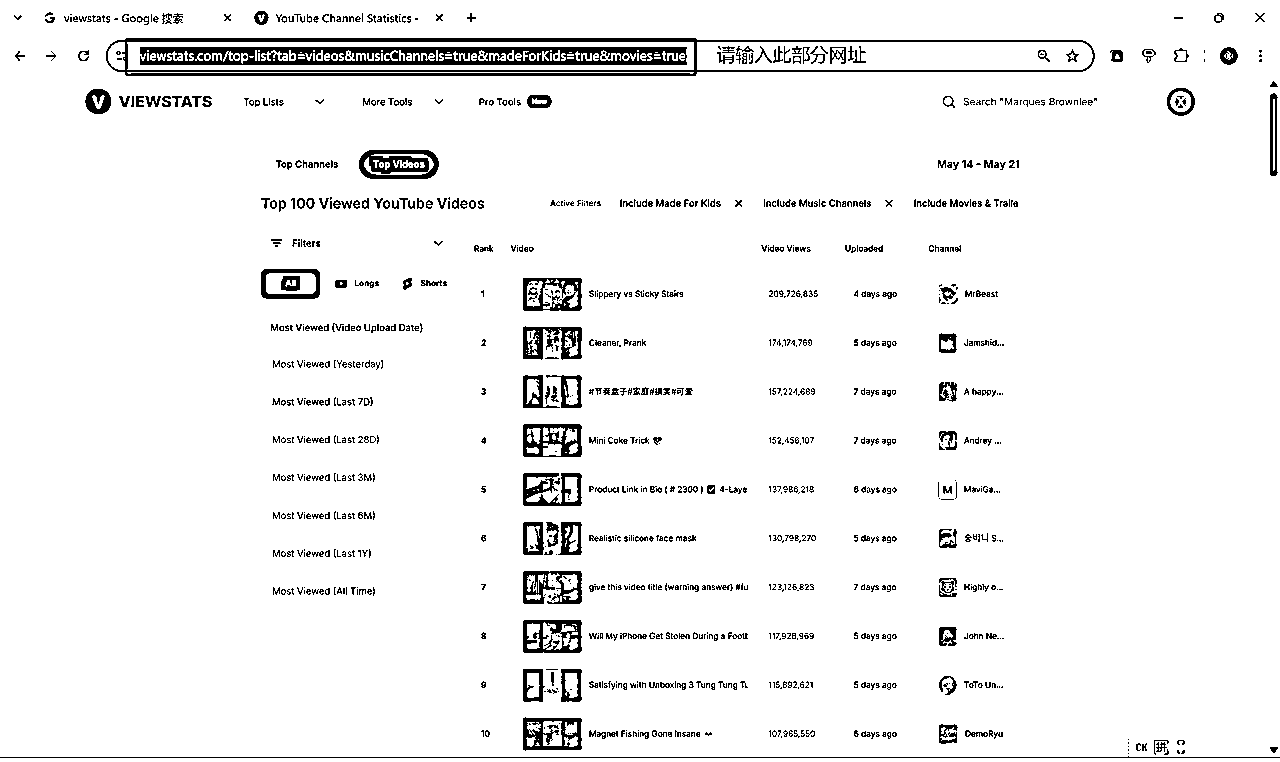 viewstats - Google 搜索
YouTube Channel Statistics -
viewstats.com/top-list?tab=videos&musicChannels=true&madeForKids=true&movies=true
请输入此部分网址
VIEWSTATS
Top Lists
More Tools
Pro Tools New
Search "Marques Brownlee"
Top Channels
Top Videos
May 14 - May 21
Top 100 Viewed YouTube Videos
Active Filters
Include Made For Kids
Include Music Channels
Include Movies & Traile
Filters
All
Longs
Shorts
Most Viewed (Video Upload Date)
Most Viewed (Yesterday)
Most Viewed (Last 7D)
Most Viewed (Last 28D)
Most Viewed (Last 3M)
Most Viewed (Last 6M)
Most Viewed (Last 1Y)
Most Viewed (All Time)
Rank Video Video Views Uploaded Channel
1 Slippery vs Sticky Stairs 209,726,835 4 days ago MrBeast
2 Cleaner, Prank 174,174,769 5 days ago Jamshid...
3 #节奏盒子#家庭#搞笑#可爱 157,224,669 7 days ago A happy...
4 Mini Coke Trick 152,456,107 7 days ago Andrey ...
5 Product Link in Bio ( # 2300 ) 4-Laye 137,986,218 6 days ago MaviGa...
6 Realistic silicone face mask 130,798,270 5 days ago 승비니 S...
7 give this video title (warning answer) #fu 123,126,823 7 days ago Highly o...
8 Will My iPhone Get Stolen During a Footb 117,928,969 5 days ago John Ne...
9 Satisfying with Unboxing 3 Tung Tung Tu 115,892,621 5 days ago ToTo Un...
10 Magnet Fishing Gone Insane 107,965,550 6 days ago DemoRyu
CK 拼